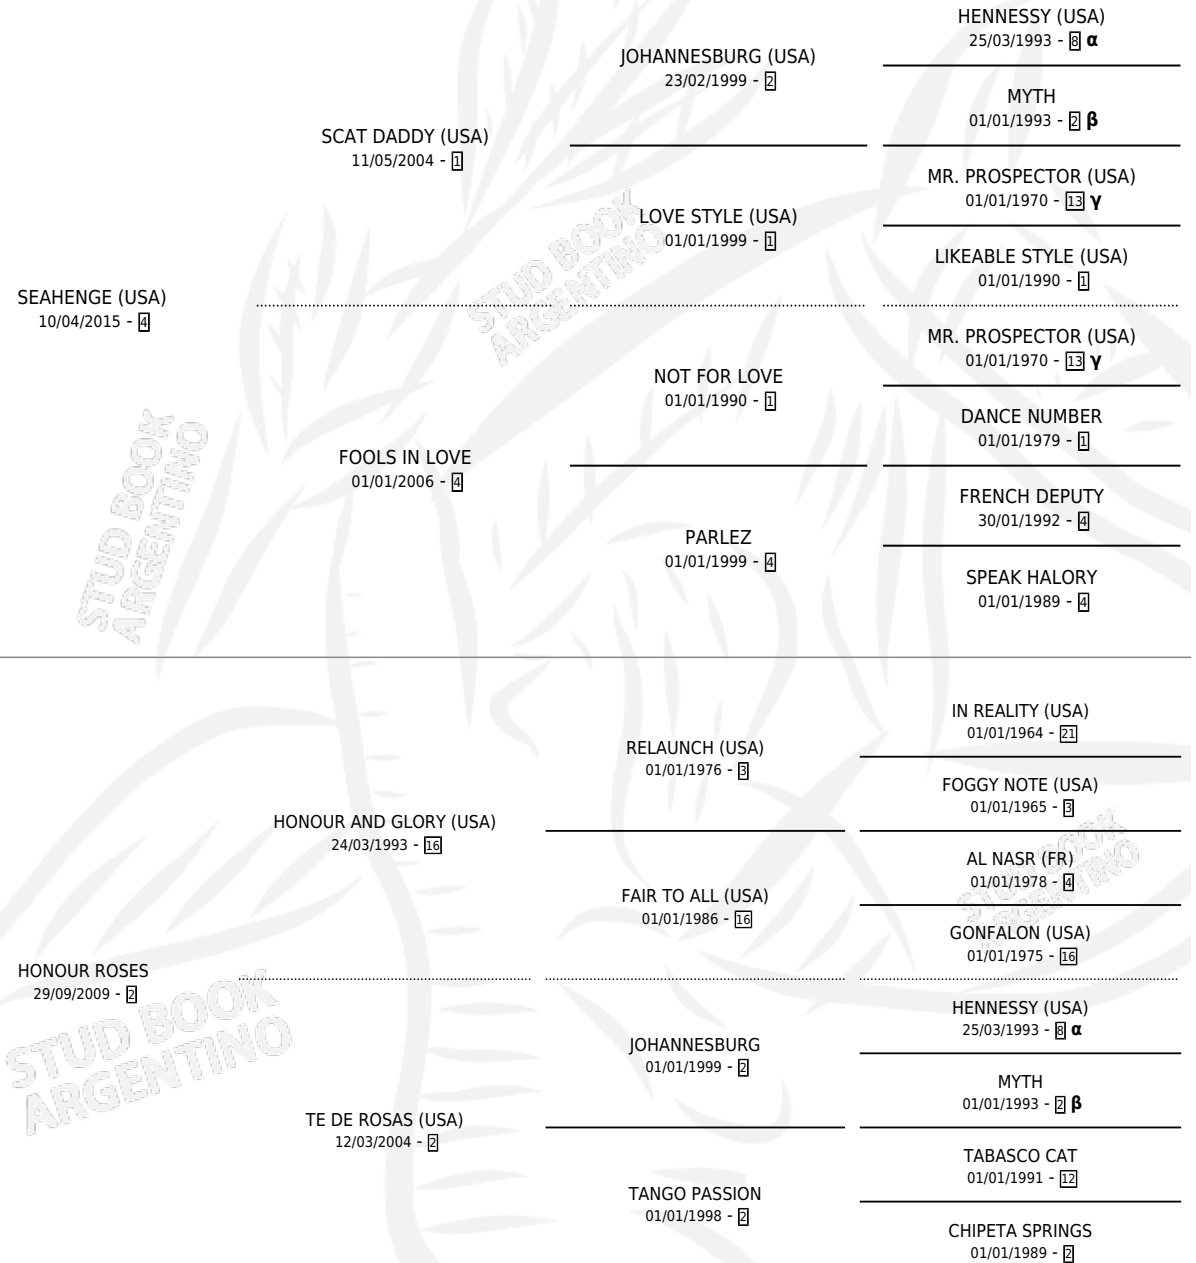 HENNESSY (USA)
25/03/1993 - 8 α
JOHANNESBURG (USA)
23/02/1999 - 2
MYTH
01/01/1993 - 2 β
SCAT DADDY (USA)
11/05/2004 - 1
MR. PROSPECTOR (USA)
01/01/1970 - 13 γ
LOVE STYLE (USA)
01/01/1999 - 1
LIKEABLE STYLE (USA)
01/01/1990 - 1
SEAHENGE (USA)
10/04/2015 - 4
MR. PROSPECTOR (USA)
01/01/1970 - 13 γ
NOT FOR LOVE
01/01/1990 - 1
DANCE NUMBER
01/01/1979 - 1
FOOLS IN LOVE
01/01/2006 - 4
FRENCH DEPUTY
30/01/1992 - 4
PARLEZ
01/01/1999 - 4
SPEAK HALORY
01/01/1989 - 4
STUD BOOK
ARGENTINO
STUD BOOK
ARGENTINO
IN REALITY (USA)
01/01/1964 - 21
RELAUNCH (USA)
01/01/1976 - 3
FOGGY NOTE (USA)
01/01/1965 - 3
HONOUR AND GLORY (USA)
24/03/1993 - 16
AL NASR (FR)
01/01/1978 - 4
FAIR TO ALL (USA)
01/01/1986 - 16
GONFALON (USA)
01/01/1975 - 16
HONOUR ROSES
29/09/2009 - 2
HENNESSY (USA)
25/03/1993 - 8 α
JOHANNESBURG
01/01/1999 - 2
MYTH
01/01/1993 - 2 β
TE DE ROSAS (USA)
12/03/2004 - 2
TABASCO CAT
01/01/1991 - 12
TANGO PASSION
01/01/1998 - 2
CHIPETA SPRINGS
01/01/1989 - 2
STUD BOOK
ARGENTINO
STUD BOOK
ARGENTINO